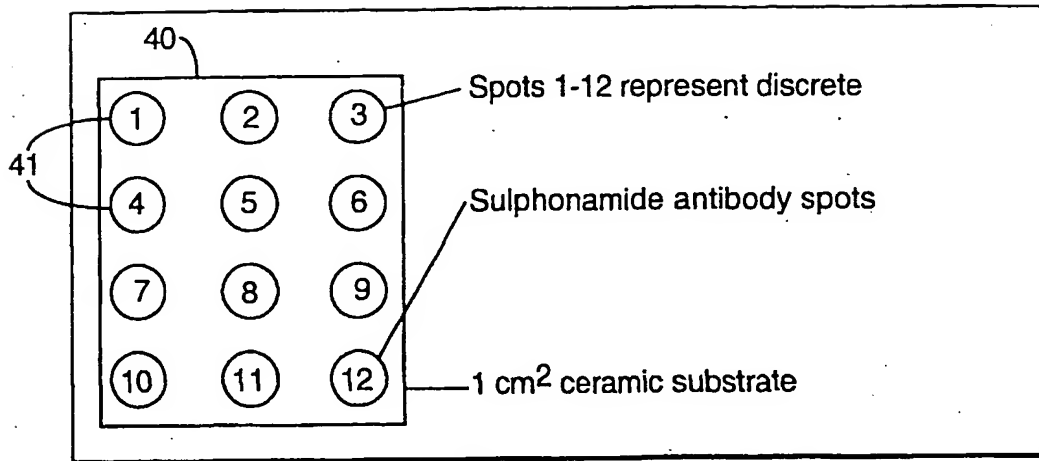 40
1 2 3 Spots 1-12 represent discrete
41
4 5 6 Sulphonamide antibody spots
7 8 9
10 11 12 1 cm² ceramic substrate